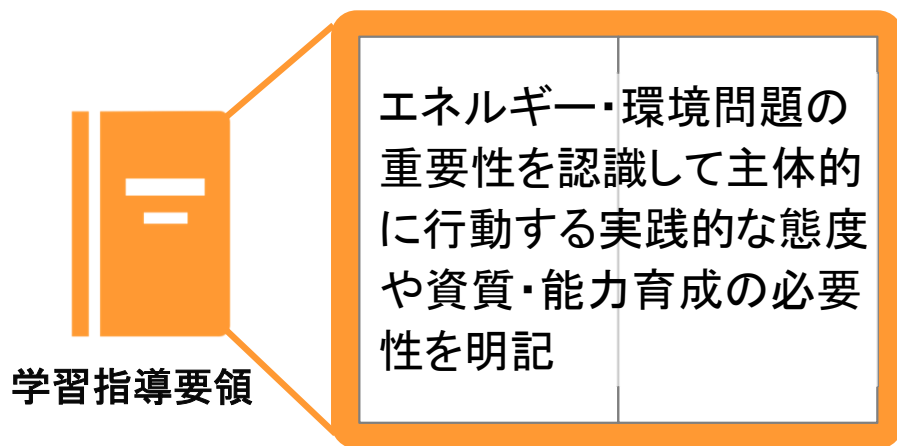 エネルギー・環境問題の
重要性を認識して主体的
に行動する実践的な態度
や資質・能力育成の必要
性を明記
学習指導要領